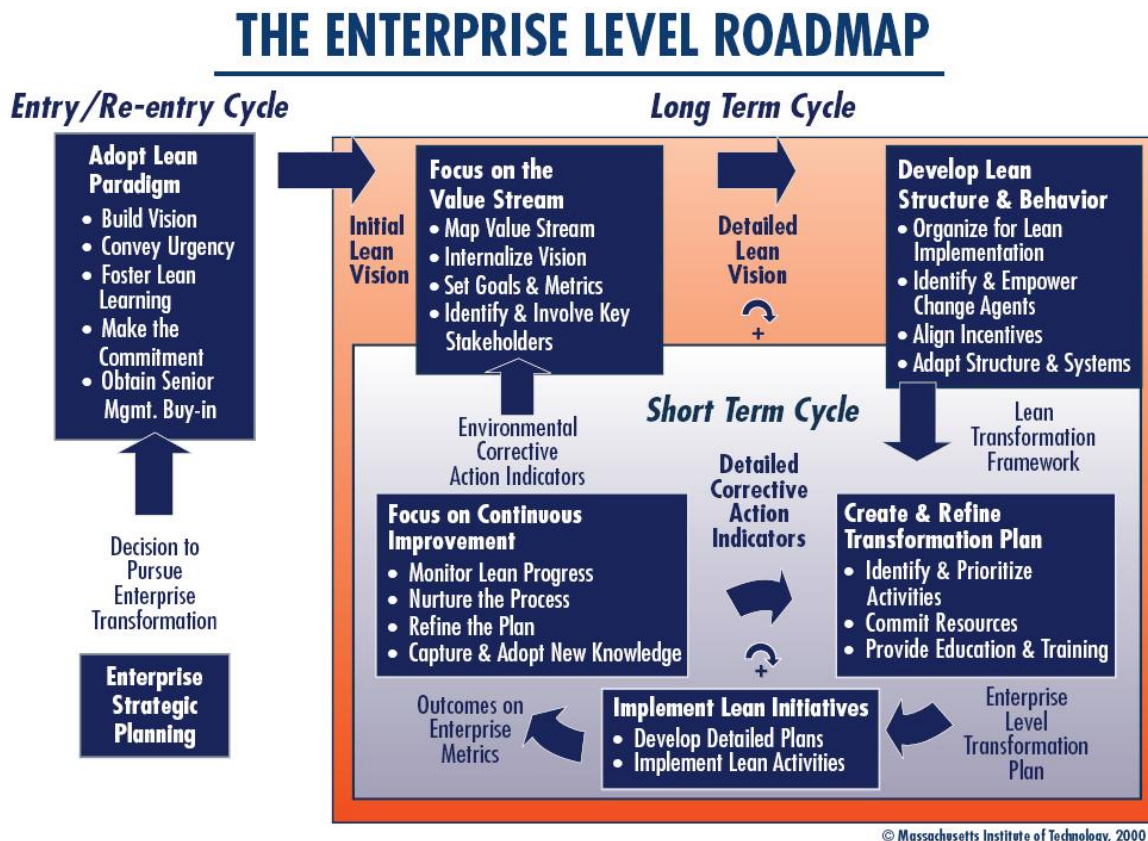 THE ENTERPRISE LEVEL ROADMAP
Entry/Re-entry Cycle
Long Term Cycle
Adopt Lean
Paradigm
• Build Vision
• Convey Urgency
• Foster Lean
Learning
• Make the
Commitment
• Obtain Senior
Mgmt. Buy-in
Initial
Lean
Vision
Focus on the
Value Stream
• Map Value Stream
• Internalize Vision
• Set Goals & Metrics
• Identify & Involve Key
Stakeholders
Detailed
Lean
Vision
+
Develop Lean
Structure & Behavior
• Organize for Lean
Implementation
• Identify & Empower
Change Agents
• Align Incentives
• Adapt Structure & Systems
Short Term Cycle
Environmental
Corrective
Action Indicators
Detailed
Corrective
Action
Indicators
Lean
Transformation
Framework
Decision to
Pursue
Enterprise
Transformation
Focus on Continuous
Improvement
• Monitor Lean Progress
• Nurture the Process
• Refine the Plan
• Capture & Adopt New Knowledge
Create & Refine
Transformation Plan
• Identify & Prioritize
Activities
• Commit Resources
• Provide Education & Training
+
Enterprise
Strategic
Planning
Outcomes on
Enterprise
Metrics
Implement Lean Initiatives
• Develop Detailed Plans
• Implement Lean Activities
Enterprise
Level
Transformation
Plan
© Massachusetts Institute of Technology, 2000